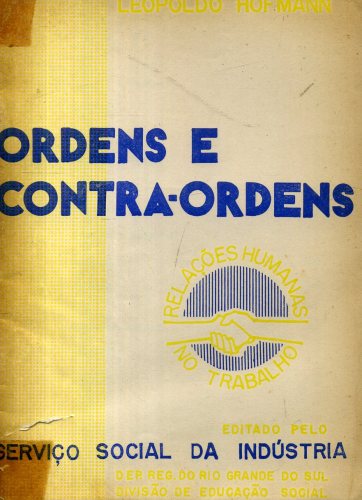 LEOPOLDO HOFMANN
ORDENS E
CONTRA-ORDENS
RELAÇÕES HUMANAS
NO TRABALHO
EDITADO PELO
SERVIÇO SOCIAL DA INDÚSTRIA
DEP. REG. DO RIO GRANDE DO SUL
DIVISÃO DE EDUCAÇÃO SOCIAL